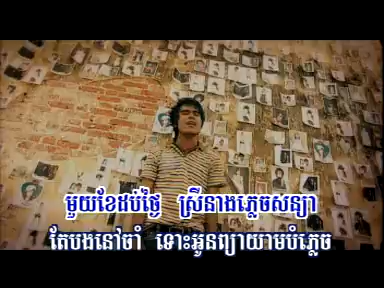 មួយខែដប់ថ្ងៃ ស្រីនាងភ្លេចសន្យា
តែបងនៅចាំ ទោះអូនព្យាយាមបំភ្លេច